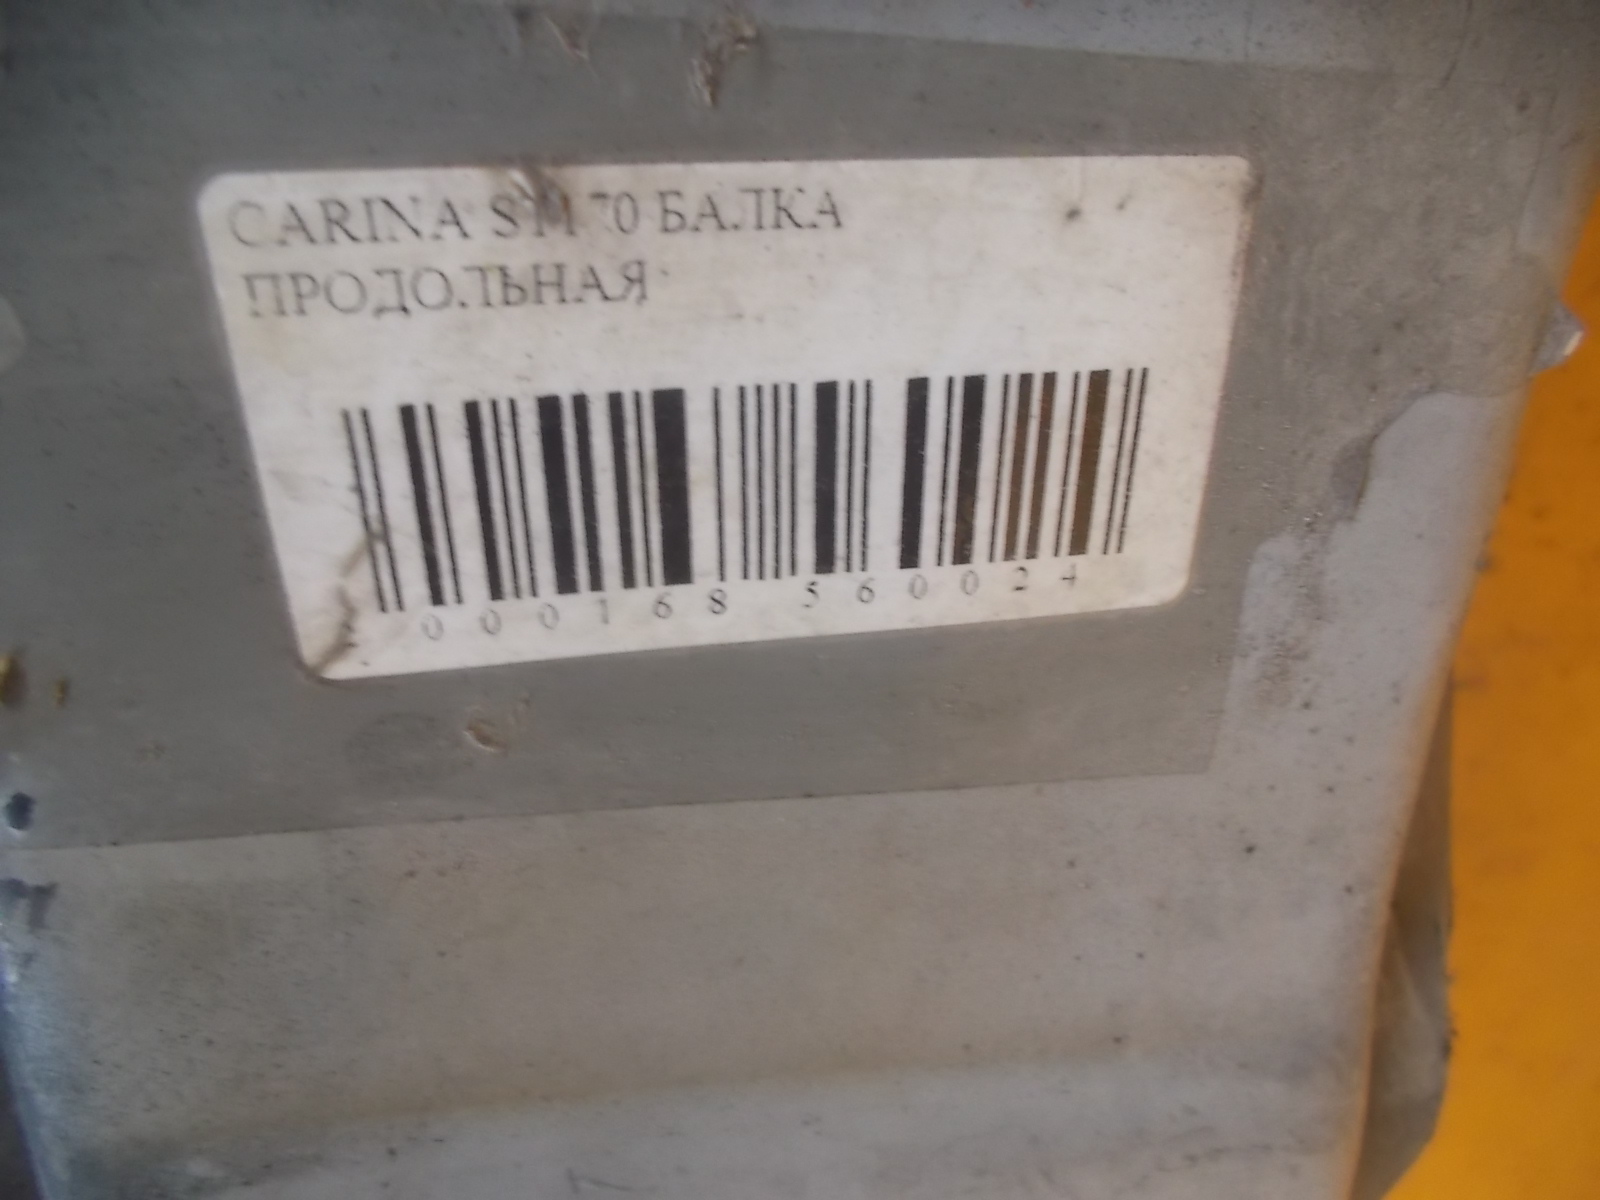 CARINA ST170 БАЛКА
ПРОДОЛЬНАЯ
000168 560024